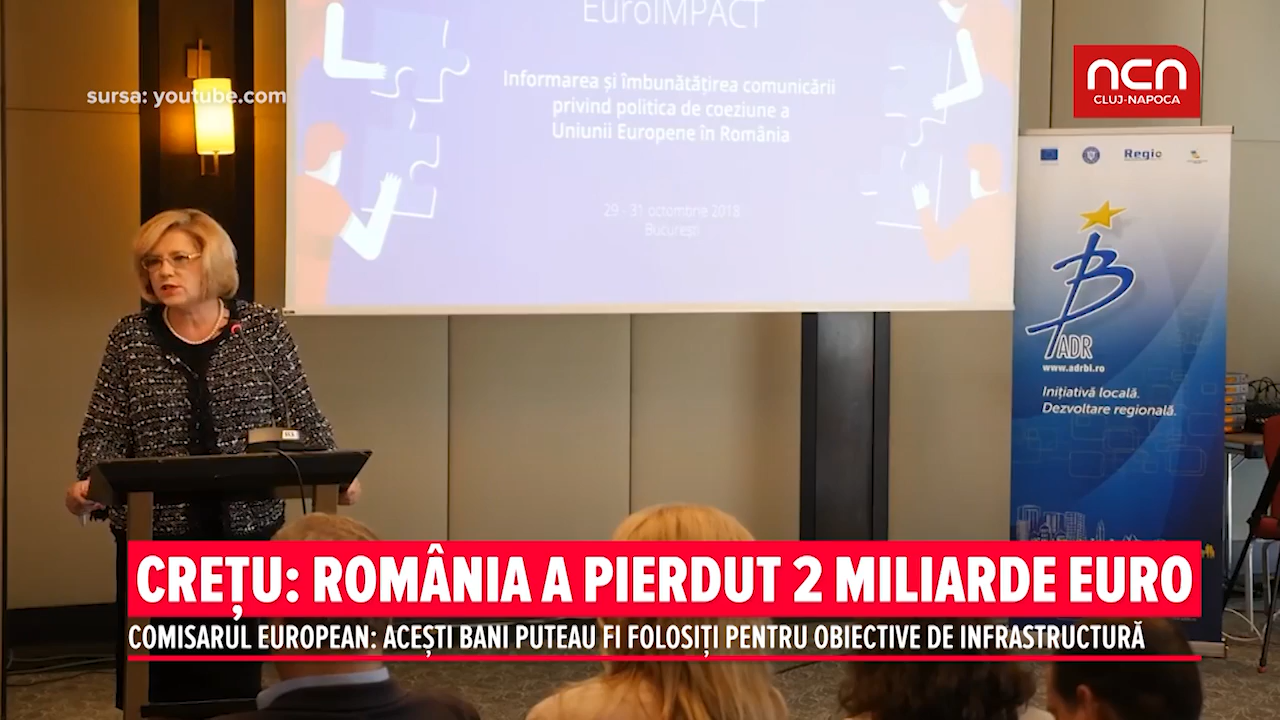 EuroIMPACT
sursa: youtube.com
Informarea și îmbunătățirea comunicării
privind politica de coeziune a
Uniunii Europene în România
29 - 31 octombrie 2018
București
ncn
CLUJ-NAPOCA
Regio
ADR
www.adrbi.ro
Inițiativă locală.
Dezvoltare regională.
CREȚU: ROMÂNIA A PIERDUT 2 MILIARDE EURO
COMISARUL EUROPEAN: ACEȘTI BANI PUTEAU FI FOLOSIȚI PENTRU OBIECTIVE DE INFRASTRUCTURĂ